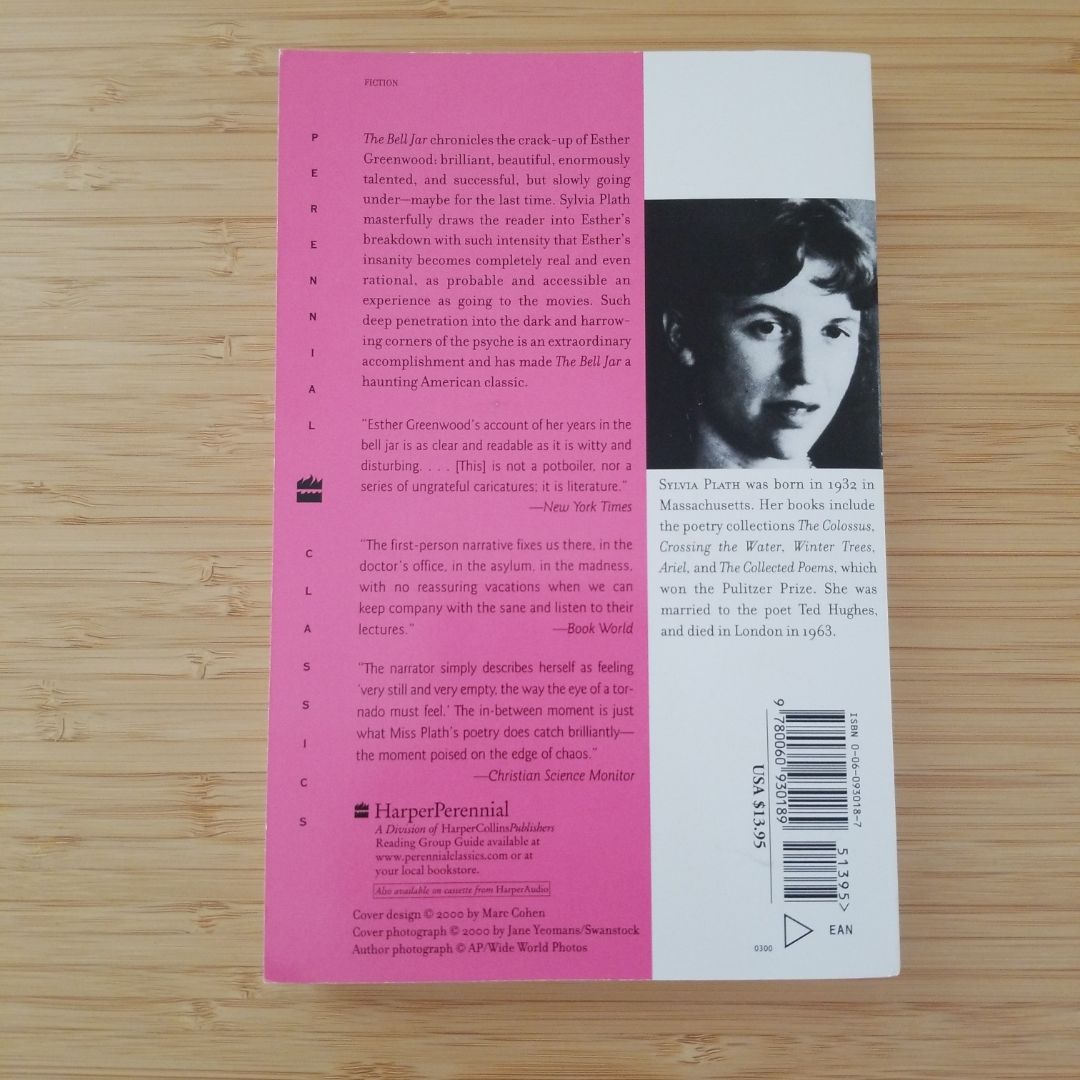 FICTION
PERENNIAL
CLASSICS
The Bell Jar chronicles the crack-up of Esther
Greenwood: brilliant, beautiful, enormously
talented, and successful, but slowly going
under—maybe for the last time. Sylvia Plath
masterfully draws the reader into Esther's
breakdown with such intensity that Esther's
insanity becomes completely real and even
rational, as probable and accessible an
experience as going to the movies. Such
deep penetration into the dark and harrow-
ing corners of the psyche is an extraordinary
accomplishment and has made The Bell Jar a
haunting American classic.
"Esther Greenwood's account of her years in the
bell jar is as clear and readable as it is witty and
disturbing. . . . [This] is not a potboiler, nor a
series of ungrateful caricatures; it is literature."
—New York Times
"The first-person narrative fixes us there, in the
doctor's office, in the asylum, in the madness,
with no reassuring vacations when we can
keep company with the sane and listen to their
lectures." —Book World
"The narrator simply describes herself as feeling
'very still and very empty, the way the eye of a tor-
nado must feel.' The in-between moment is just
what Miss Plath's poetry does catch brilliantly—
the moment poised on the edge of chaos."
—Christian Science Monitor
HarperPerennial
A Division of HarperCollinsPublishers
Reading Group Guide available at
www.perennialclassics.com or at
your local bookstore.
Also available on cassette from HarperAudio
Cover design © 2000 by Marc Cohen
Cover photograph © 2000 by Jane Yeomans/Swanstock
Author photograph © AP/Wide World Photos
SYLVIA PLATH was born in 1932 in
Massachusetts. Her books include
the poetry collections The Colossus,
Crossing the Water, Winter Trees,
Ariel, and The Collected Poems, which
won the Pulitzer Prize. She was
married to the poet Ted Hughes,
and died in London in 1963.
ISBN 0-06-093018-7
9 780060 930189
USA $13.95
51395>
EAN
0300